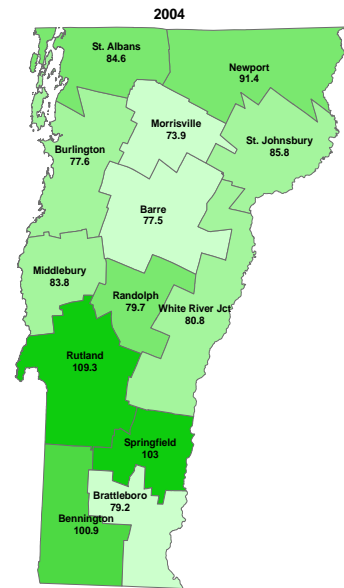 2004
St. Albans
84.6
Newport
91.4
Morrisville
73.9
St. Johnsbury
85.8
Burlington
77.6
Barre
77.5
Middlebury
83.8
Randolph
79.7
White River Jct
80.8
Rutland
109.3
Springfield
103
Brattleboro
79.2
Bennington
100.9